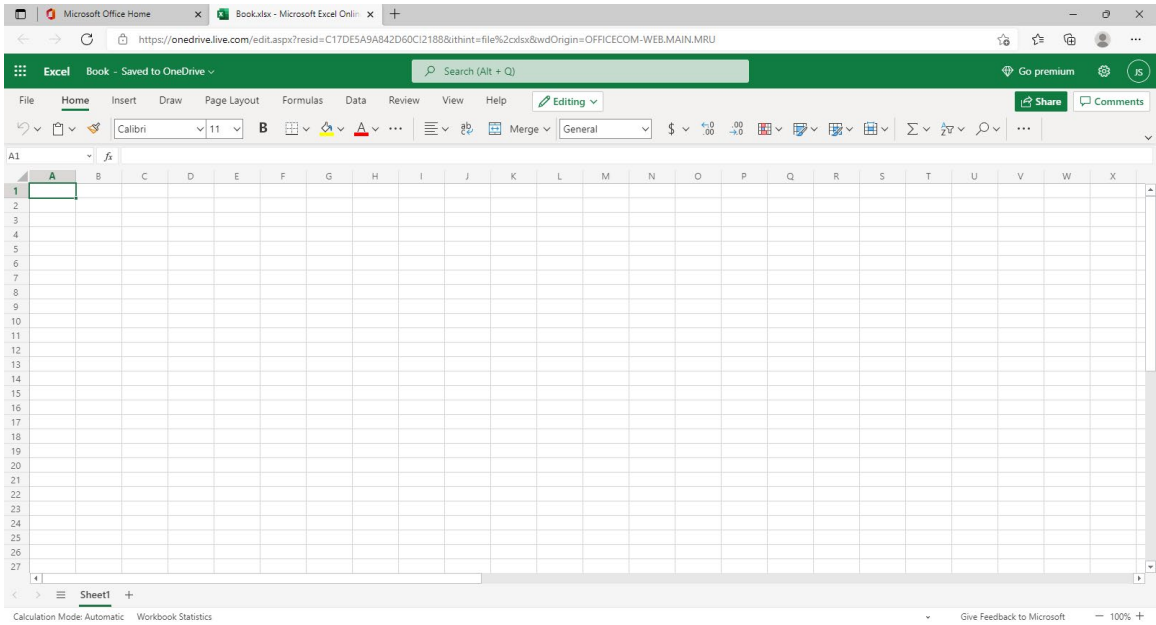 Microsoft Office Home
Book.xlsx - Microsoft Excel Onlin
https://onedrive.live.com/edit.aspx?resid=C17DE5A9A842D60C!2188&ithint=file%2cxlsx&wdOrigin=OFFICECOM-WEB.MAIN.MRU
Excel Book - Saved to OneDrive Search (Alt + Q) Go premium JS
File Home Insert Draw Page Layout Formulas Data Review View Help Editing Share Comments
Calibri 11 B A ab Merge General $ .00 .00 →.0
A1 fx
A B C D E F G H I J K L M N O P Q R S T U V W X
1
2
3
4
5
6
7
8
9
10
11
12
13
14
15
16
17
18
19
20
21
22
23
24
25
26
27
Sheet1
Calculation Mode: Automatic Workbook Statistics Give Feedback to Microsoft 100%